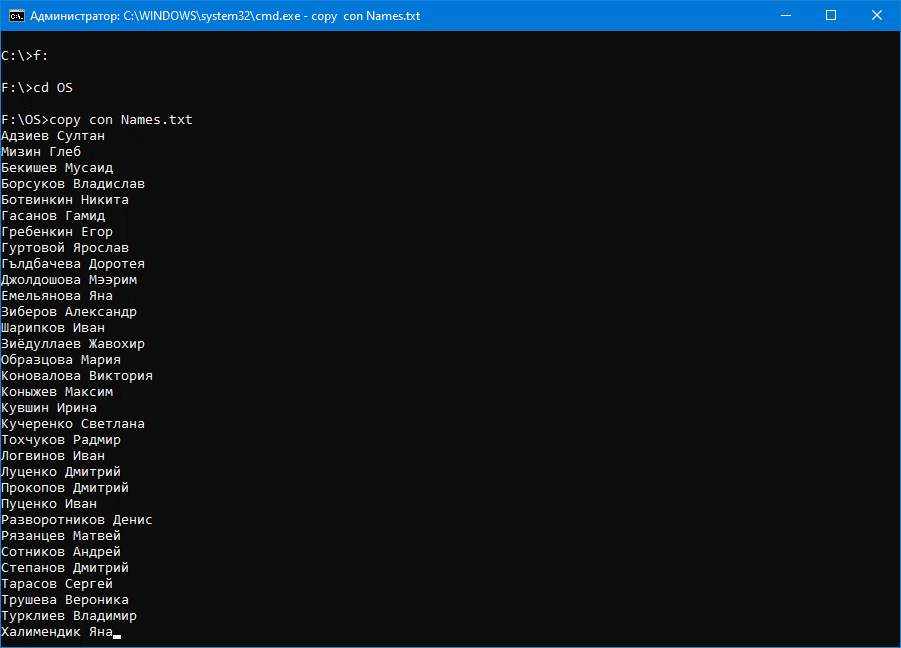 Администратор: C:\WINDOWS\system32\cmd.exe - copy  con Names.txt
C:\>f:
F:\>cd OS
F:\OS>copy con Names.txt
Адзиев Султан
Мизин Глеб
Бекишев Мусаид
Борсуков Владислав
Ботвинкин Никита
Гасанов Гамид
Гребенкин Егор
Гуртовой Ярослав
Гълдбачева Доротея
Джолдошова Мээрим
Емельянова Яна
Зиберов Александр
Шарипков Иван
Зиёдуллаев Жавохир
Образцова Мария
Коновалова Виктория
Коныжев Максим
Кувшин Ирина
Кучеренко Светлана
Тохчуков Радмир
Логвинов Иван
Луценко Дмитрий
Прокопов Дмитрий
Пуценко Иван
Разворотников Денис
Рязанцев Матвей
Сотников Андрей
Степанов Дмитрий
Тарасов Сергей
Трушева Вероника
Турклиев Владимир
Халимендик Яна